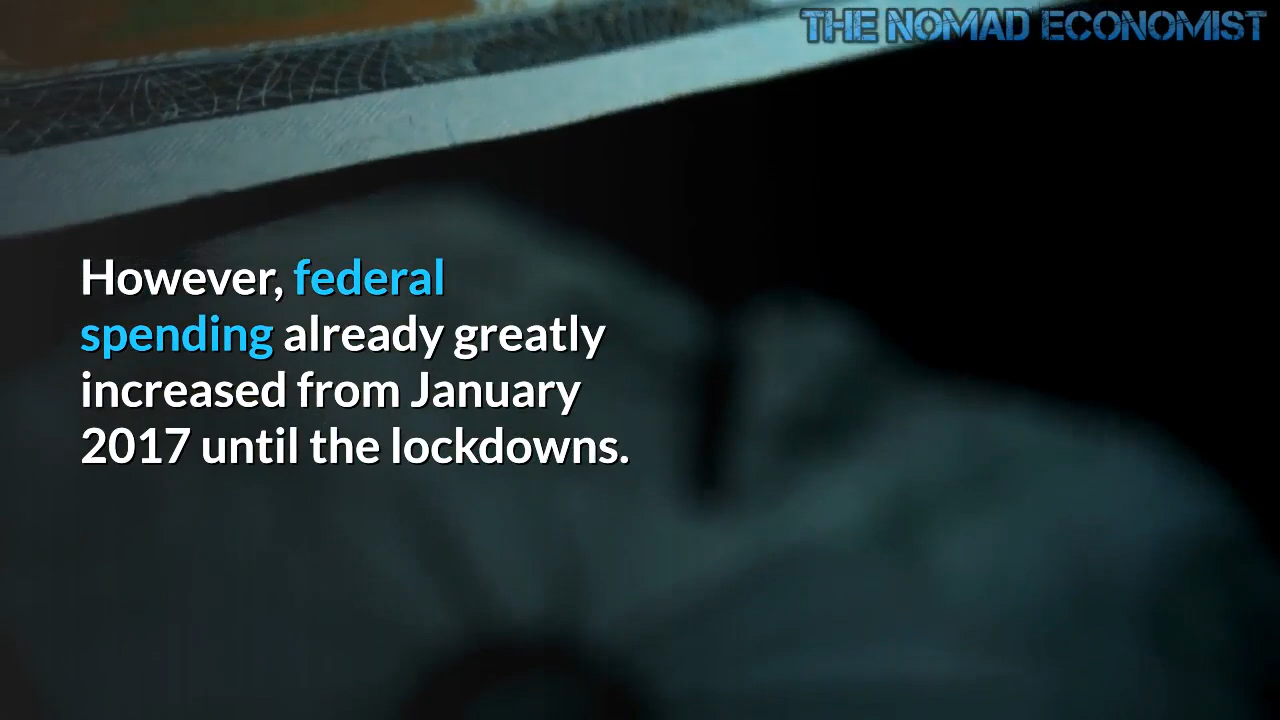 THE NOMAD ECONOMIST
However, federal
spending already greatly
increased from January
2017 until the lockdowns.